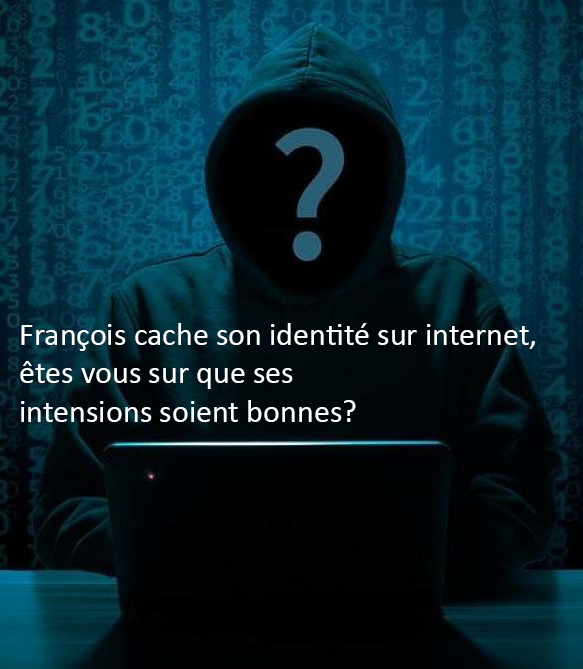 ?
François cache son identité sur internet,
êtes vous sur que ses
intensions soient bonnes?